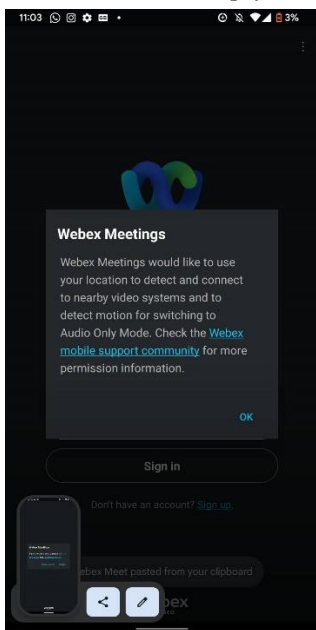 11:03
3%
Webex Meetings
Webex Meetings would like to use
your location to detect and connect
to nearby video systems and to
detect motion for switching to
Audio Only Mode. Check the Webex
mobile support community for more
permission information.
OK
Sign in
Don't have an account? Sign up.
ebex Meet pasted from your clipboard
bex